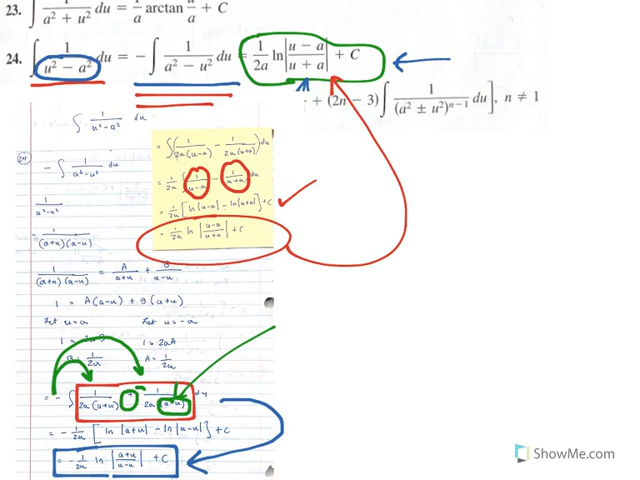 23. ∫ 1/(a² + u²) du = 1/a arctan u/a + C
24. ∫ 1/(u² − a²) du = −∫ 1/(a² − u²) du = 1/2a ln|(u − a)/(u + a)| + C
+ (2n − 3) ∫ 1/(a² ± u²)ⁿ⁻¹ du], n ≠ 1
∫ 1/(u² − a²) du
24
− ∫ 1/(a² − u²) du
1/(a² − u²)
= 1/((a+u)(a−u))
1/((a+u)(a−u)) = A/(a+u) + B/(a−u)
1 = A(a−u) + B(a+u)
Let u=a Let u=−a
1 = 2aB 1 = 2aA
B = 1/2a A = 1/2a
= − ∫ 1/(2a(a+u)) 1/(2a(a−u)) du
= −1/2a [ ln|a+u| − ln|a−u| ] + C
= −1/2a ln |(a+u)/(a−u)| + C
= ∫ (1/(2a(u−a)) − 1/(2a(u+a))) du
= 1/2a ∫ 1/(u−a) − 1/(u+a) du
= 1/2a [ ln|u−a| − ln|u+a| ] + C
= 1/2a ln |(u−a)/(u+a)| + C
ShowMe.com